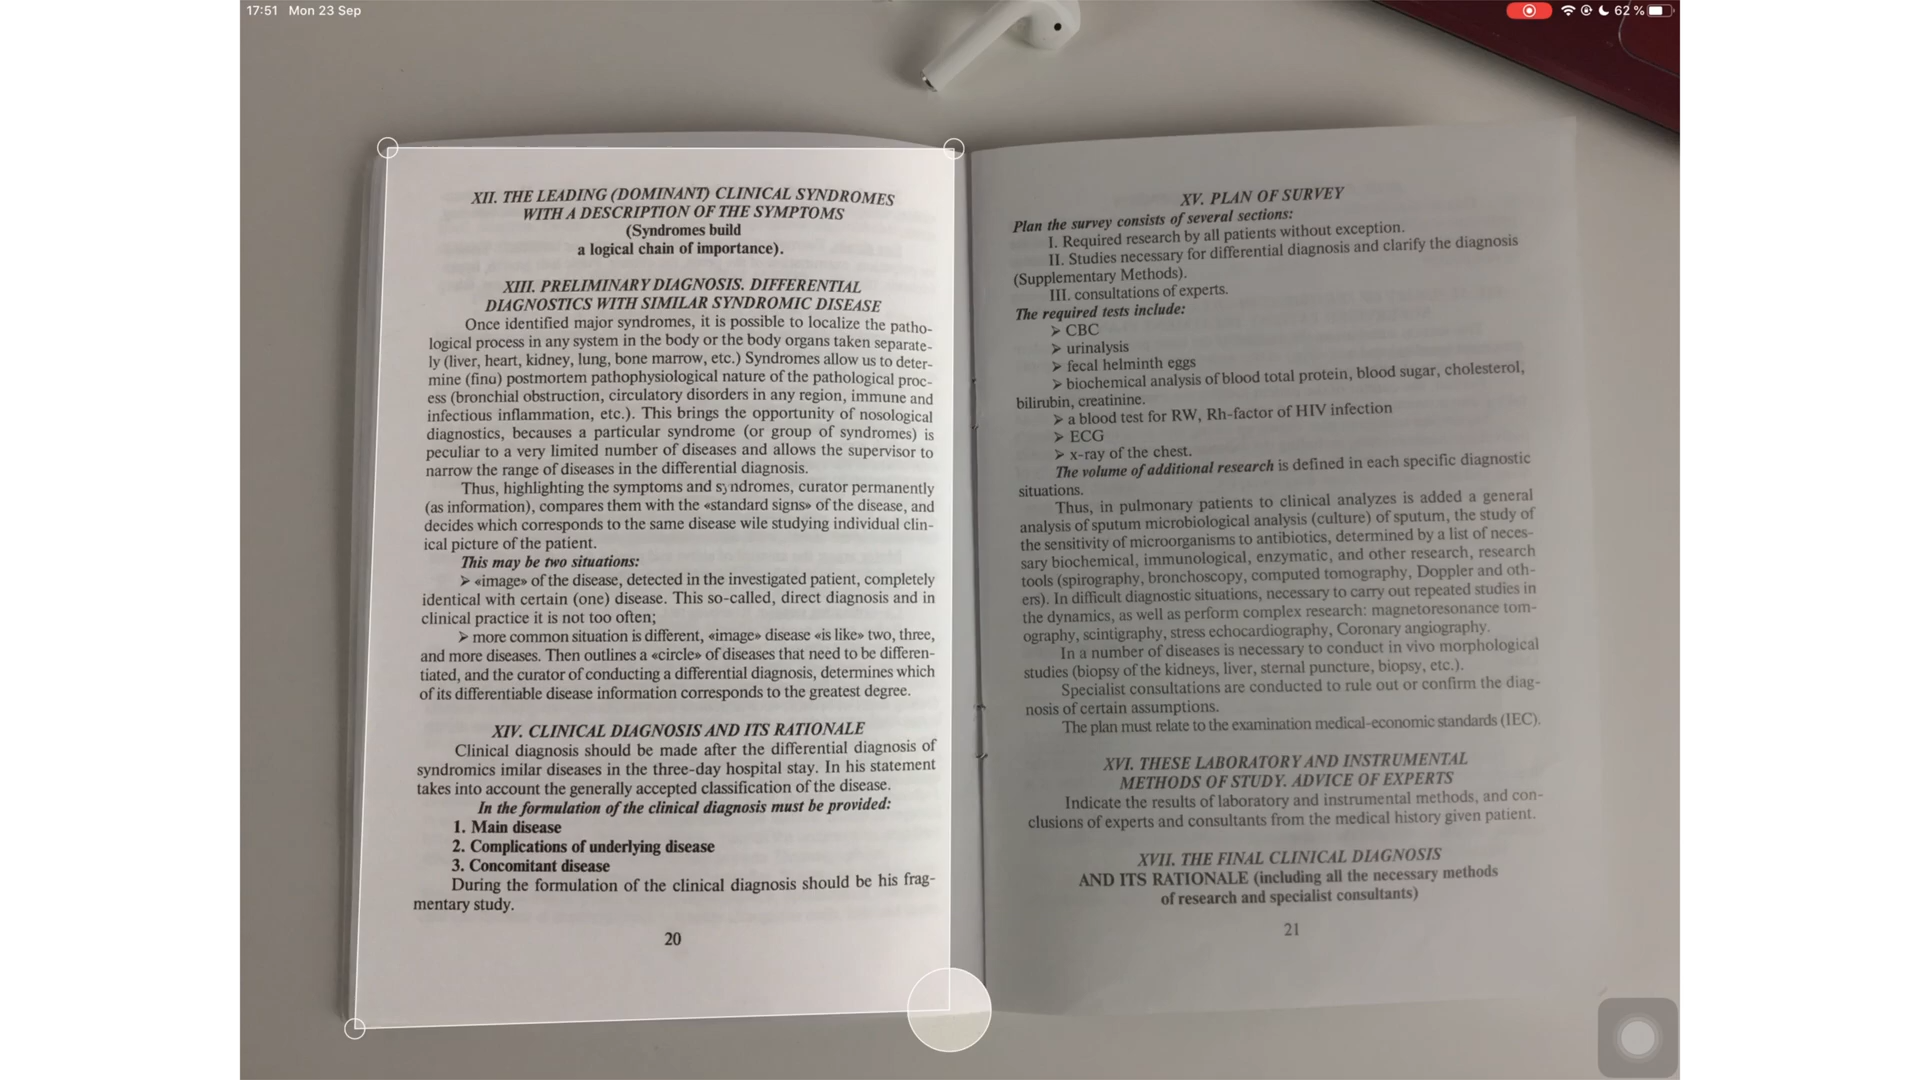 17:51 Mon 23 Sep
62 %
XII. THE LEADING (DOMINANT) CLINICAL SYNDROMES
WITH A DESCRIPTION OF THE SYMPTOMS
(Syndromes build
a logical chain of importance).
XIII. PRELIMINARY DIAGNOSIS. DIFFERENTIAL
DIAGNOSTICS WITH SIMILAR SYNDROMIC DISEASE
Once identified major syndromes, it is possible to localize the patho-
logical process in any system in the body or the body organs taken separate-
ly (liver, heart, kidney, lung, bone marrow, etc.) Syndromes allow us to deter-
mine (finu) postmortem pathophysiological nature of the pathological proc-
ess (bronchial obstruction, circulatory disorders in any region, immune and
infectious inflammation, etc.). This brings the opportunity of nosological
diagnostics, becauses a particular syndrome (or group of syndromes) is
peculiar to a very limited number of diseases and allows the supervisor to
narrow the range of diseases in the differential diagnosis.
Thus, highlighting the symptoms and syndromes, curator permanently
(as information), compares them with the «standard signs» of the disease, and
decides which corresponds to the same disease wile studying individual clin-
ical picture of the patient.
This may be two situations:
➢ «image» of the disease, detected in the investigated patient, completely
identical with certain (one) disease. This so-called, direct diagnosis and in
clinical practice it is not too often;
➢ more common situation is different, «image» disease «is like» two, three,
and more diseases. Then outlines a «circle» of diseases that need to be differen-
tiated, and the curator of conducting a differential diagnosis, determines which
of its differentiable disease information corresponds to the greatest degree.
XIV. CLINICAL DIAGNOSIS AND ITS RATIONALE
Clinical diagnosis should be made after the differential diagnosis of
syndromics imilar diseases in the three-day hospital stay. In his statement
takes into account the generally accepted classification of the disease.
In the formulation of the clinical diagnosis must be provided:
1. Main disease
2. Complications of underlying disease
3. Concomitant disease
During the formulation of the clinical diagnosis should be his frag-
mentary study.
20
XV. PLAN OF SURVEY
Plan the survey consists of several sections:
I. Required research by all patients without exception.
II. Studies necessary for differential diagnosis and clarify the diagnosis
(Supplementary Methods).
III. consultations of experts.
The required tests include:
➢ CBC
➢ urinalysis
➢ fecal helminth eggs
➢ biochemical analysis of blood total protein, blood sugar, cholesterol,
bilirubin, creatinine.
➢ a blood test for RW, Rh-factor of HIV infection
➢ ECG
➢ x-ray of the chest.
The volume of additional research is defined in each specific diagnostic
situations.
Thus, in pulmonary patients to clinical analyzes is added a general
analysis of sputum microbiological analysis (culture) of sputum, the study of
the sensitivity of microorganisms to antibiotics, determined by a list of neces-
sary biochemical, immunological, enzymatic, and other research, research
tools (spirography, bronchoscopy, computed tomography, Doppler and oth-
ers). In difficult diagnostic situations, necessary to carry out repeated studies in
the dynamics, as well as perform complex research: magnetoresonance tom-
ography, scintigraphy, stress echocardiography, Coronary angiography.
In a number of diseases is necessary to conduct in vivo morphological
studies (biopsy of the kidneys, liver, sternal puncture, biopsy, etc.).
Specialist consultations are conducted to rule out or confirm the diag-
nosis of certain assumptions.
The plan must relate to the examination medical-economic standards (IEC).
XVI. THESE LABORATORY AND INSTRUMENTAL
METHODS OF STUDY. ADVICE OF EXPERTS
Indicate the results of laboratory and instrumental methods, and con-
clusions of experts and consultants from the medical history given patient.
XVII. THE FINAL CLINICAL DIAGNOSIS
AND ITS RATIONALE (including all the necessary methods
of research and specialist consultants)
21